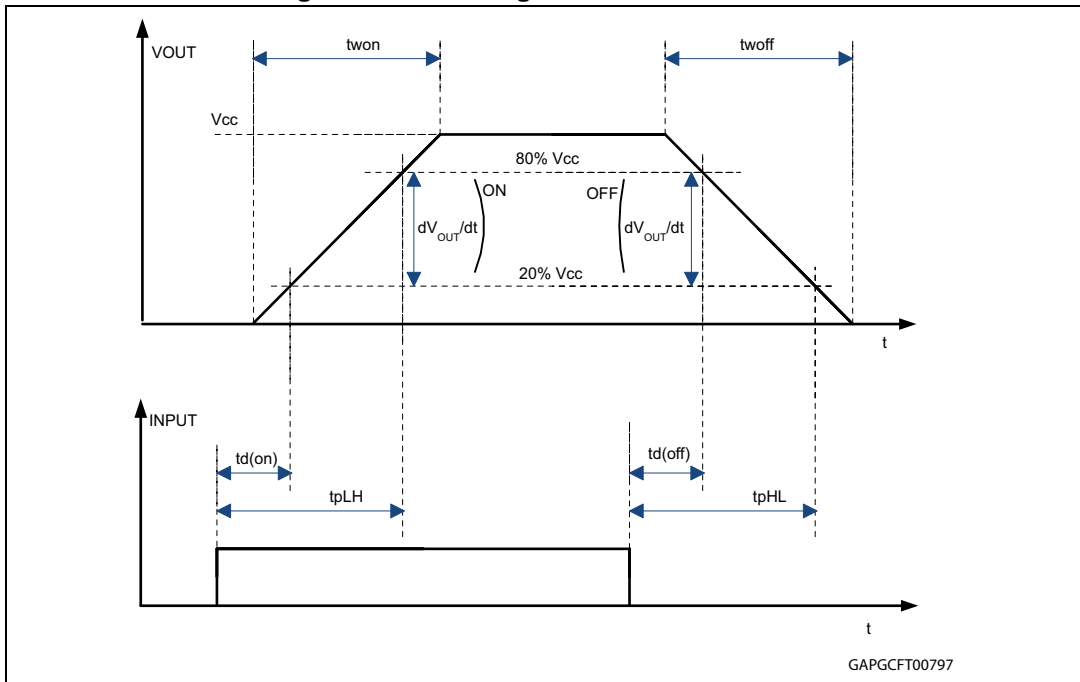 VOUT
twon
twoff
Vcc
80% Vcc
ON
OFF
dVOUT/dt
dVOUT/dt
20% Vcc
t
INPUT
td(on)
td(off)
tpLH
tpHL
t
GAPGCFT00797